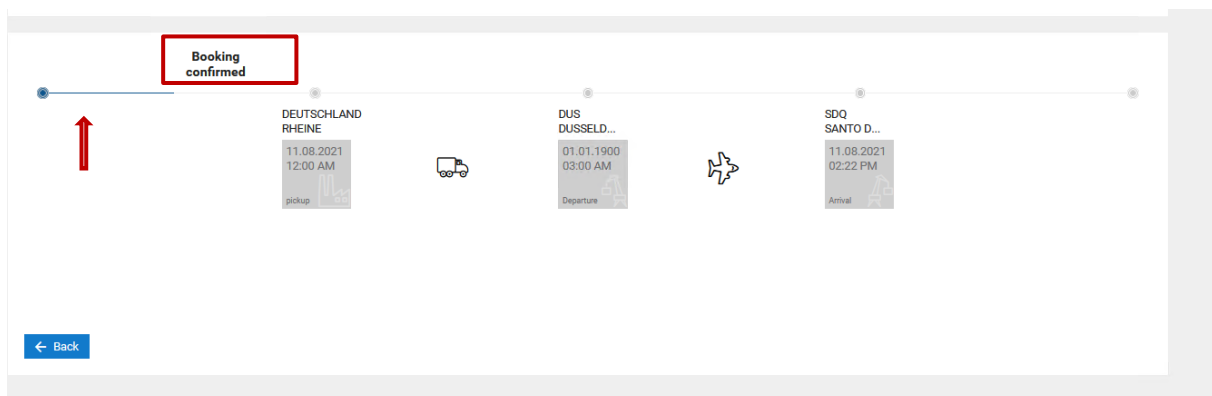 Booking
confirmed
DEUTSCHLAND
RHEINE
11.08.2021
12:00 AM
pickup
DUS
DUSSELD...
01.01.1900
03:00 AM
Departure
SDQ
SANTO D...
11.08.2021
02:22 PM
Arrival
Back